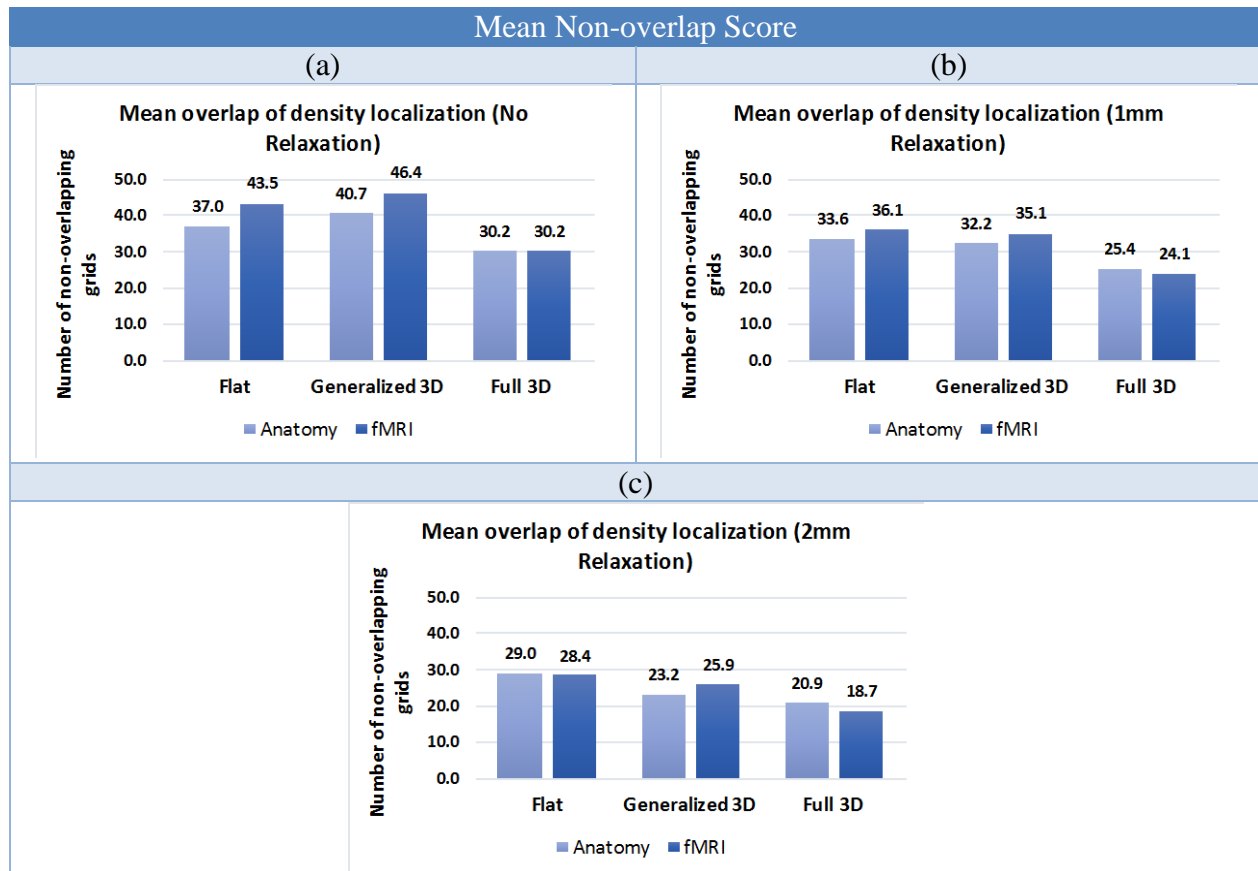 Mean Non-overlap Score
(a)
(b)
Mean overlap of density localization (No
Relaxation)
Number of non-overlapping
grids
50.0
40.0
30.0
20.0
10.0
0.0
37.0
43.5
40.7
46.4
30.2
30.2
Flat
Generalized 3D
Full 3D
Anatomy
fMRI
Mean overlap of density localization (1mm
Relaxation)
Number of non-overlapping
grids
50.0
40.0
30.0
20.0
10.0
0.0
33.6
36.1
32.2
35.1
25.4
24.1
Flat
Generalized 3D
Full 3D
Anatomy
fMRI
(c)
Mean overlap of density localization (2mm
Relaxation)
Number of non-overlapping
grids
50.0
40.0
30.0
20.0
10.0
0.0
29.0
28.4
23.2
25.9
20.9
18.7
Flat
Generalized 3D
Full 3D
Anatomy
fMRI